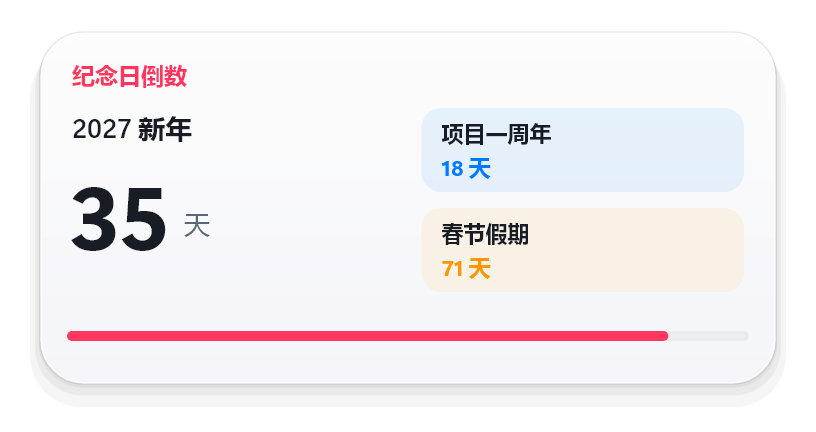 纪念日倒数
2027 新年
35 天
项目一周年
18 天
春节假期
71 天